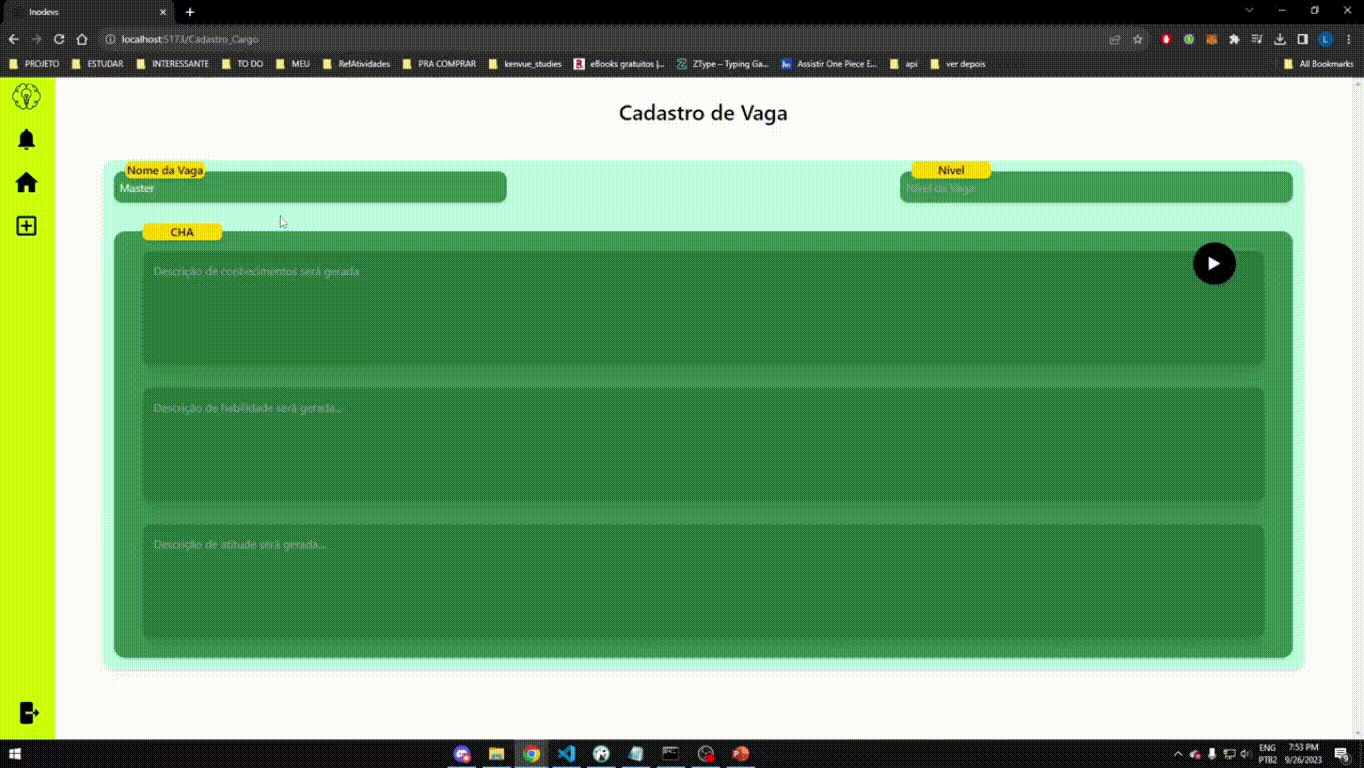 Inodevs
localhost:5173/Cadastro_Cargo
PROJETO ESTUDAR INTERESSANTE TO DO MEU RefAtividades PRA COMPRAR kenvue_studies eBooks gratuitos |... ZType – Typing Ga... Assistir One Piece E... api ver depois All Bookmarks
Cadastro de Vaga
Nome da Vaga Nível
Master Nível da Vaga
CHA
Descrição de conhecimentos será gerada
Descrição de habilidade será gerada...
Descrição de atitude será gerada...
ENG 7:53 PM
PTB2 9/26/2023